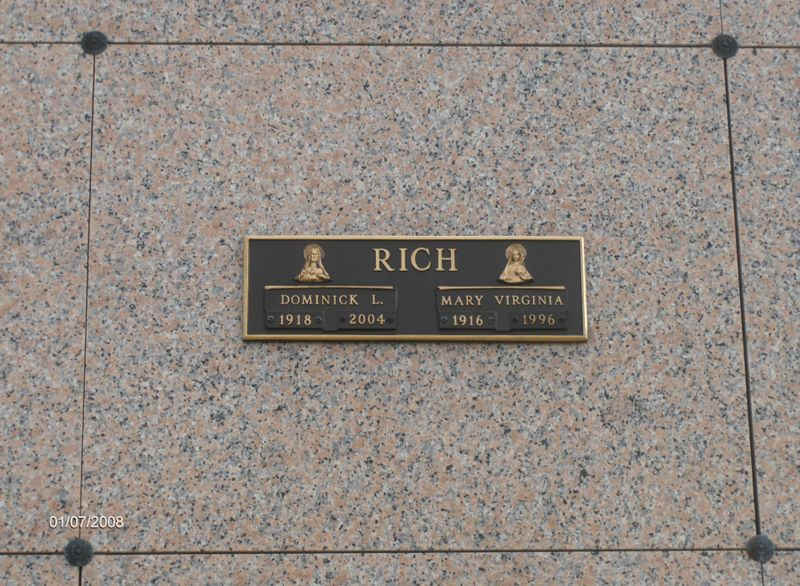 RICH
DOMINICK L.
1918 2004
MARY VIRGINIA
1916 1996
01/07/2008